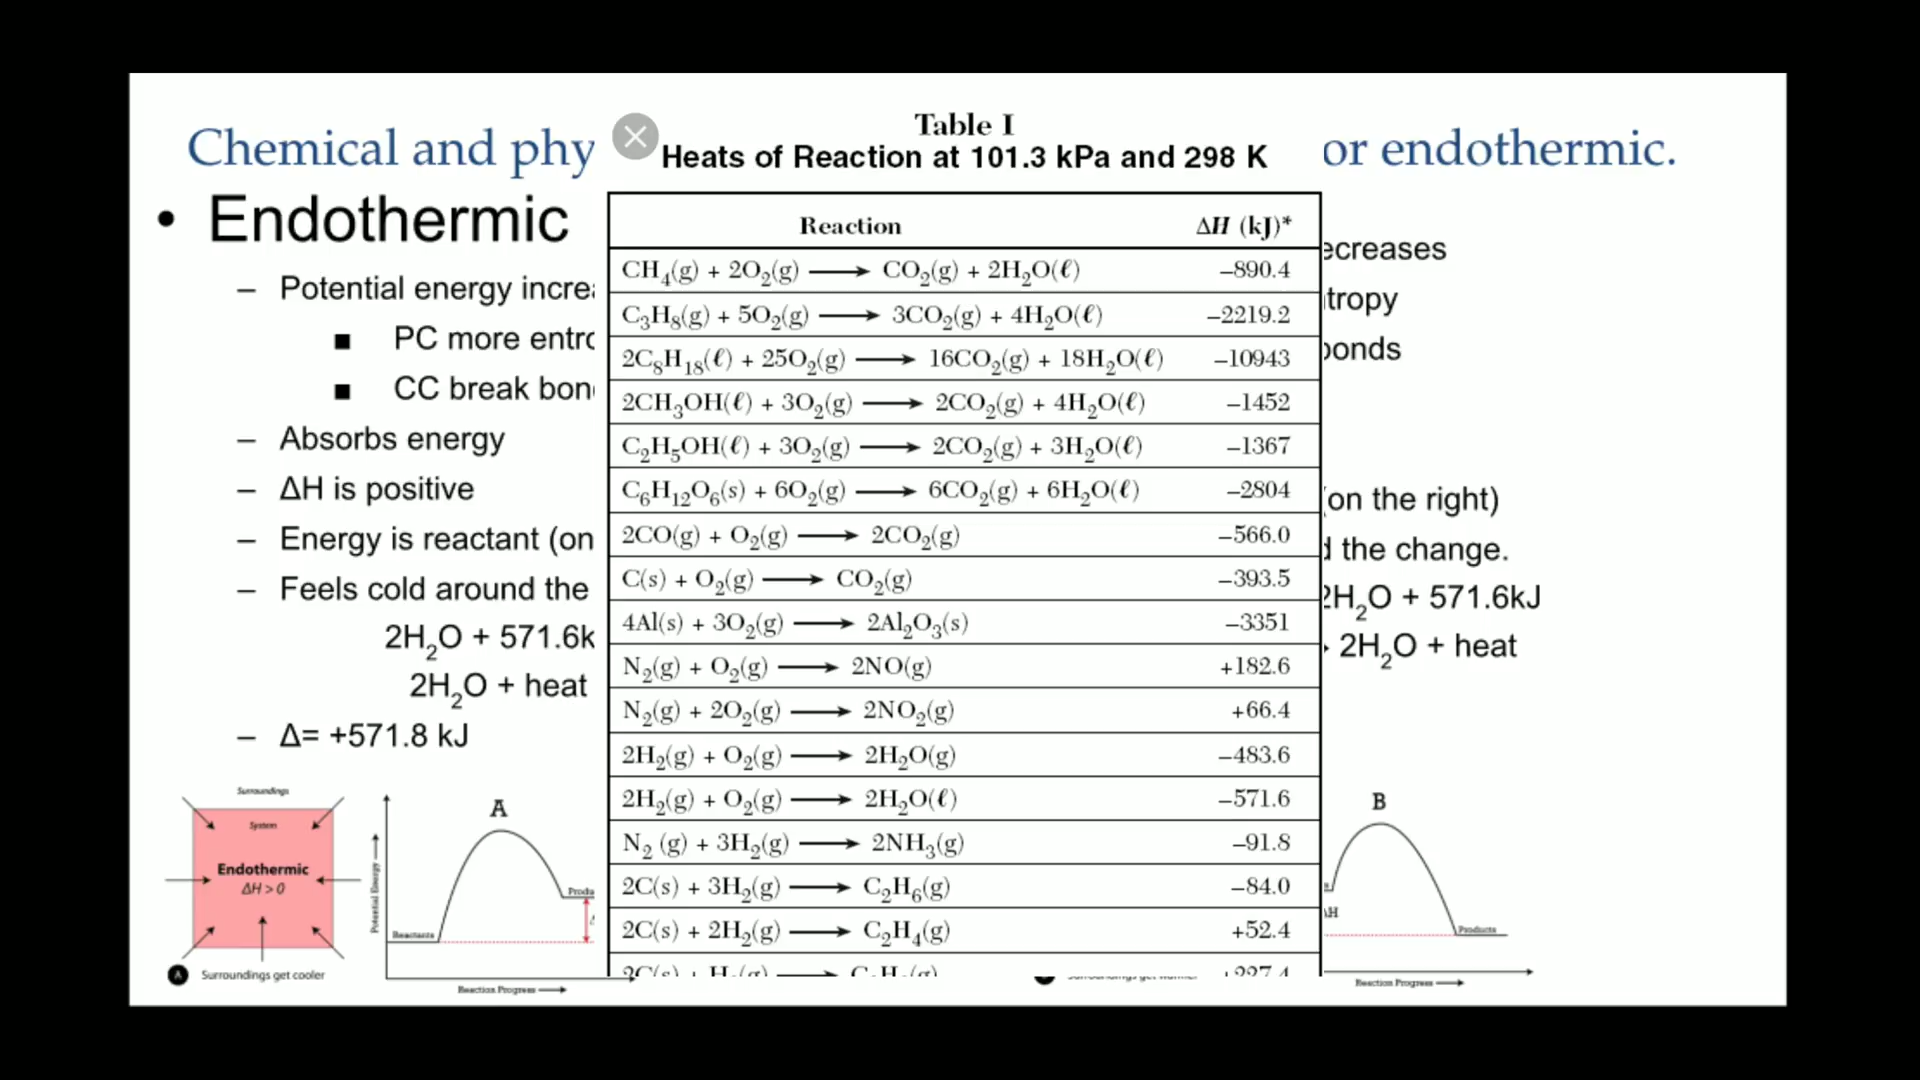 Chemical and phy
or endothermic.
• Endothermic
– Potential energy increa
■ PC more entro
■ CC break bon
– Absorbs energy
– ΔH is positive
– Energy is reactant (on
– Feels cold around the
2H₂O + 571.6k
2H₂O + heat
– Δ= +571.8 kJ
Surroundings
System
Endothermic
ΔH > 0
A Surroundings get cooler
A
Potential Energy
Reactants
Produ
Reaction Progress
Table I
Heats of Reaction at 101.3 kPa and 298 K
Reaction ΔH (kJ)*
CH₄(g) + 2O₂(g) ⟶ CO₂(g) + 2H₂O(ℓ) –890.4
C₃H₈(g) + 5O₂(g) ⟶ 3CO₂(g) + 4H₂O(ℓ) –2219.2
2C₈H₁₈(ℓ) + 25O₂(g) ⟶ 16CO₂(g) + 18H₂O(ℓ) –10943
2CH₃OH(ℓ) + 3O₂(g) ⟶ 2CO₂(g) + 4H₂O(ℓ) –1452
C₂H₅OH(ℓ) + 3O₂(g) ⟶ 2CO₂(g) + 3H₂O(ℓ) –1367
C₆H₁₂O₆(s) + 6O₂(g) ⟶ 6CO₂(g) + 6H₂O(ℓ) –2804
2CO(g) + O₂(g) ⟶ 2CO₂(g) –566.0
C(s) + O₂(g) ⟶ CO₂(g) –393.5
4Al(s) + 3O₂(g) ⟶ 2Al₂O₃(s) –3351
N₂(g) + O₂(g) ⟶ 2NO(g) +182.6
N₂(g) + 2O₂(g) ⟶ 2NO₂(g) +66.4
2H₂(g) + O₂(g) ⟶ 2H₂O(g) –483.6
2H₂(g) + O₂(g) ⟶ 2H₂O(ℓ) –571.6
N₂ (g) + 3H₂(g) ⟶ 2NH₃(g) –91.8
2C(s) + 3H₂(g) ⟶ C₂H₆(g) –84.0
2C(s) + 2H₂(g) ⟶ C₂H₄(g) +52.4
ecreases
tropy
bonds
(on the right)
d the change.
2H₂O + 571.6kJ
2H₂O + heat
B
ΔH
Products
Reaction Progress